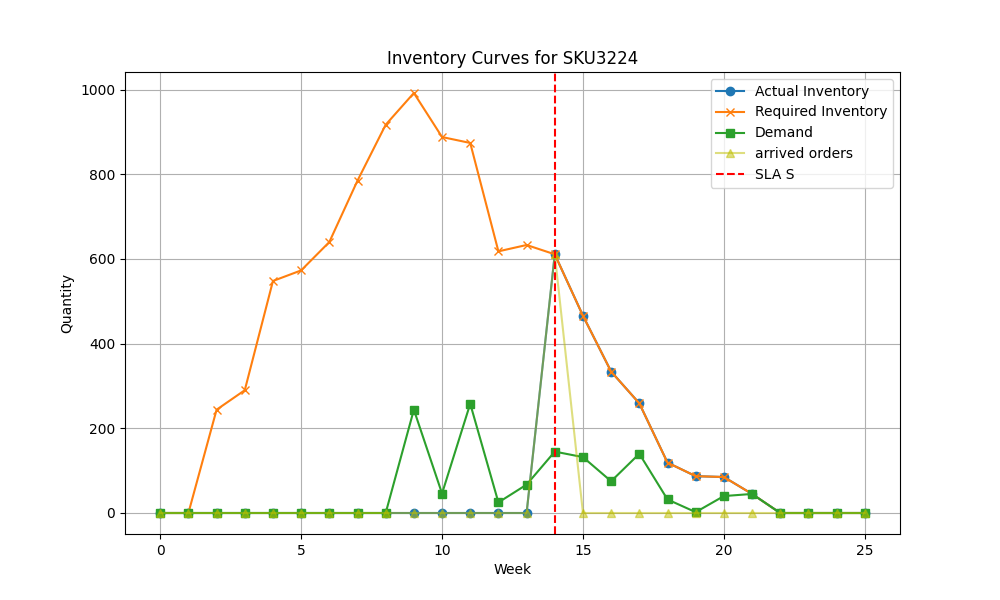 Inventory Curves for SKU3224
Actual Inventory
Required Inventory
Demand
arrived orders
SLA S
1000
800
600
400
200
0
Quantity
0 5 10 15 20 25
Week